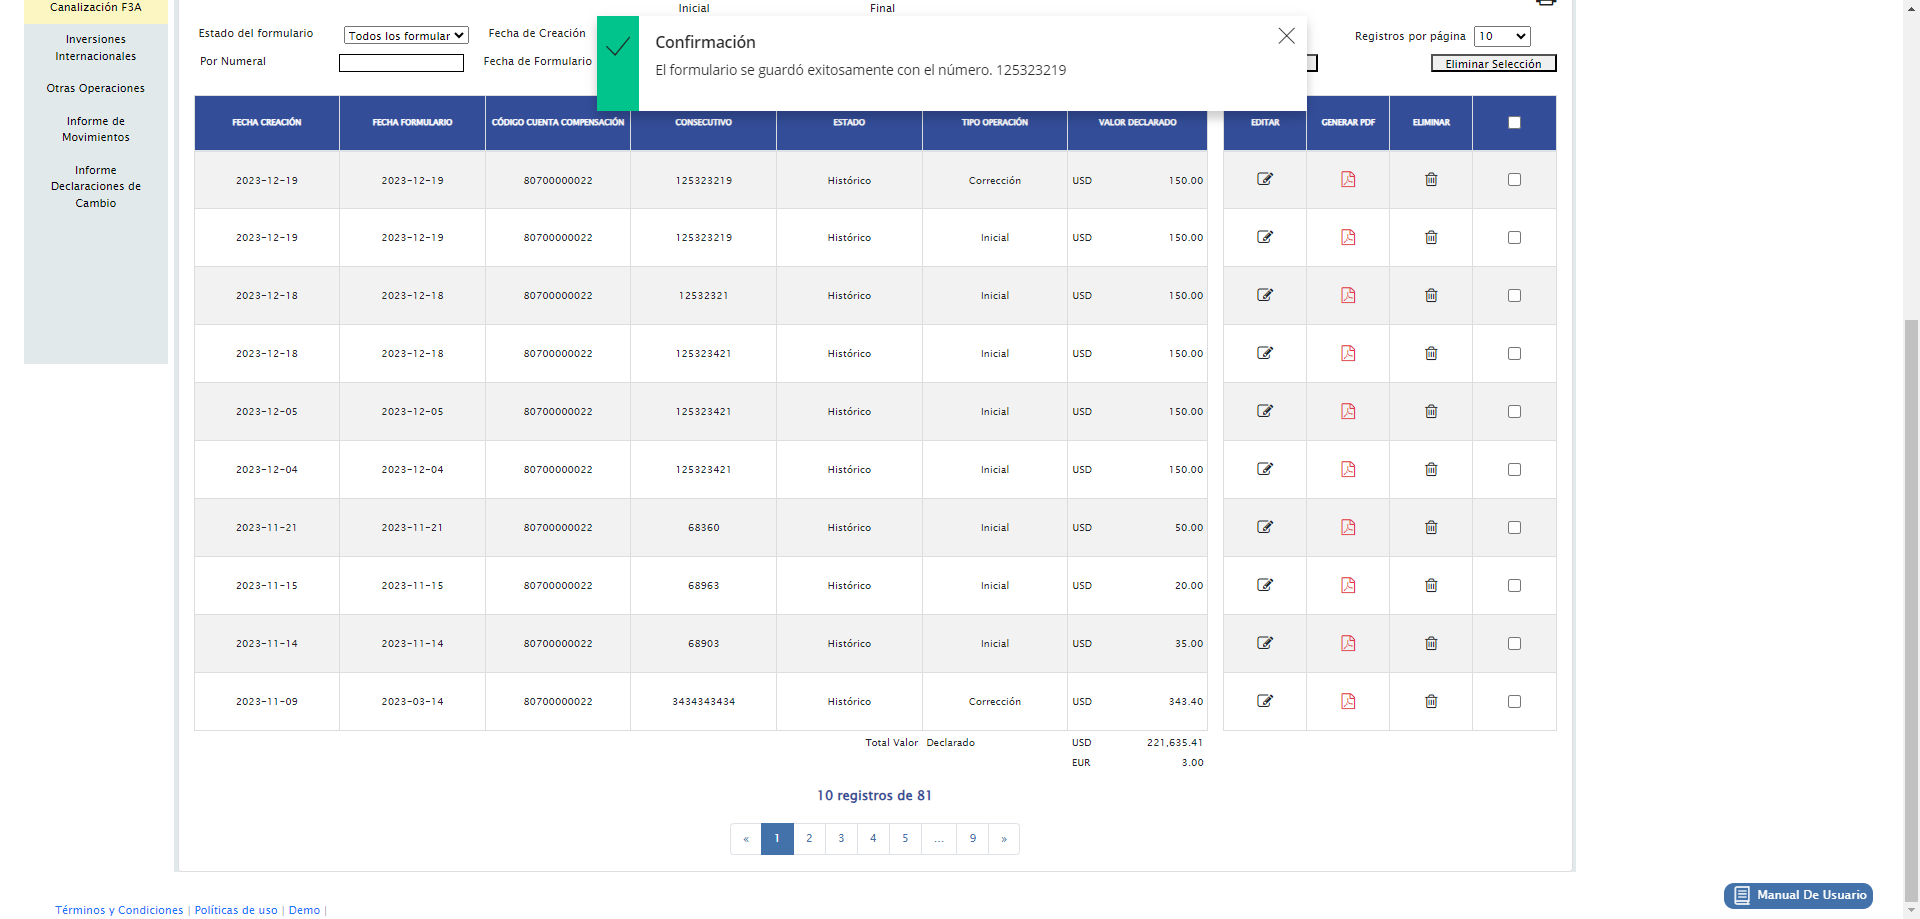 Canalización F3A
Inversiones
Internacionales
Otras Operaciones
Informe de
Movimientos
Informe
Declaraciones de
Cambio
Inicial Final
Estado del formulario Todos los formular Fecha de Creación
Por Numeral Fecha de Formulario
Confirmación
El formulario se guardó exitosamente con el número. 125323219
Registros por página 10
Eliminar Selección
FECHA CREACIÓN FECHA FORMULARIO CÓDIGO CUENTA COMPENSACIÓN CONSECUTIVO ESTADO TIPO OPERACIÓN VALOR DECLARADO EDITAR GENERAR PDF ELIMINAR
2023-12-19 2023-12-19 80700000022 125323219 Histórico Corrección USD 150.00
2023-12-19 2023-12-19 80700000022 125323219 Histórico Inicial USD 150.00
2023-12-18 2023-12-18 80700000022 12532321 Histórico Inicial USD 150.00
2023-12-18 2023-12-18 80700000022 125323421 Histórico Inicial USD 150.00
2023-12-05 2023-12-05 80700000022 125323421 Histórico Inicial USD 150.00
2023-12-04 2023-12-04 80700000022 125323421 Histórico Inicial USD 150.00
2023-11-21 2023-11-21 80700000022 68360 Histórico Inicial USD 50.00
2023-11-15 2023-11-15 80700000022 68963 Histórico Inicial USD 20.00
2023-11-14 2023-11-14 80700000022 68903 Histórico Inicial USD 35.00
2023-11-09 2023-03-14 80700000022 3434343434 Histórico Corrección USD 343.40
Total Valor Declarado USD 221,635.41
EUR 3.00
10 registros de 81
« 1 2 3 4 5 ... 9 »
Manual De Usuario
Términos y Condiciones | Políticas de uso | Demo |